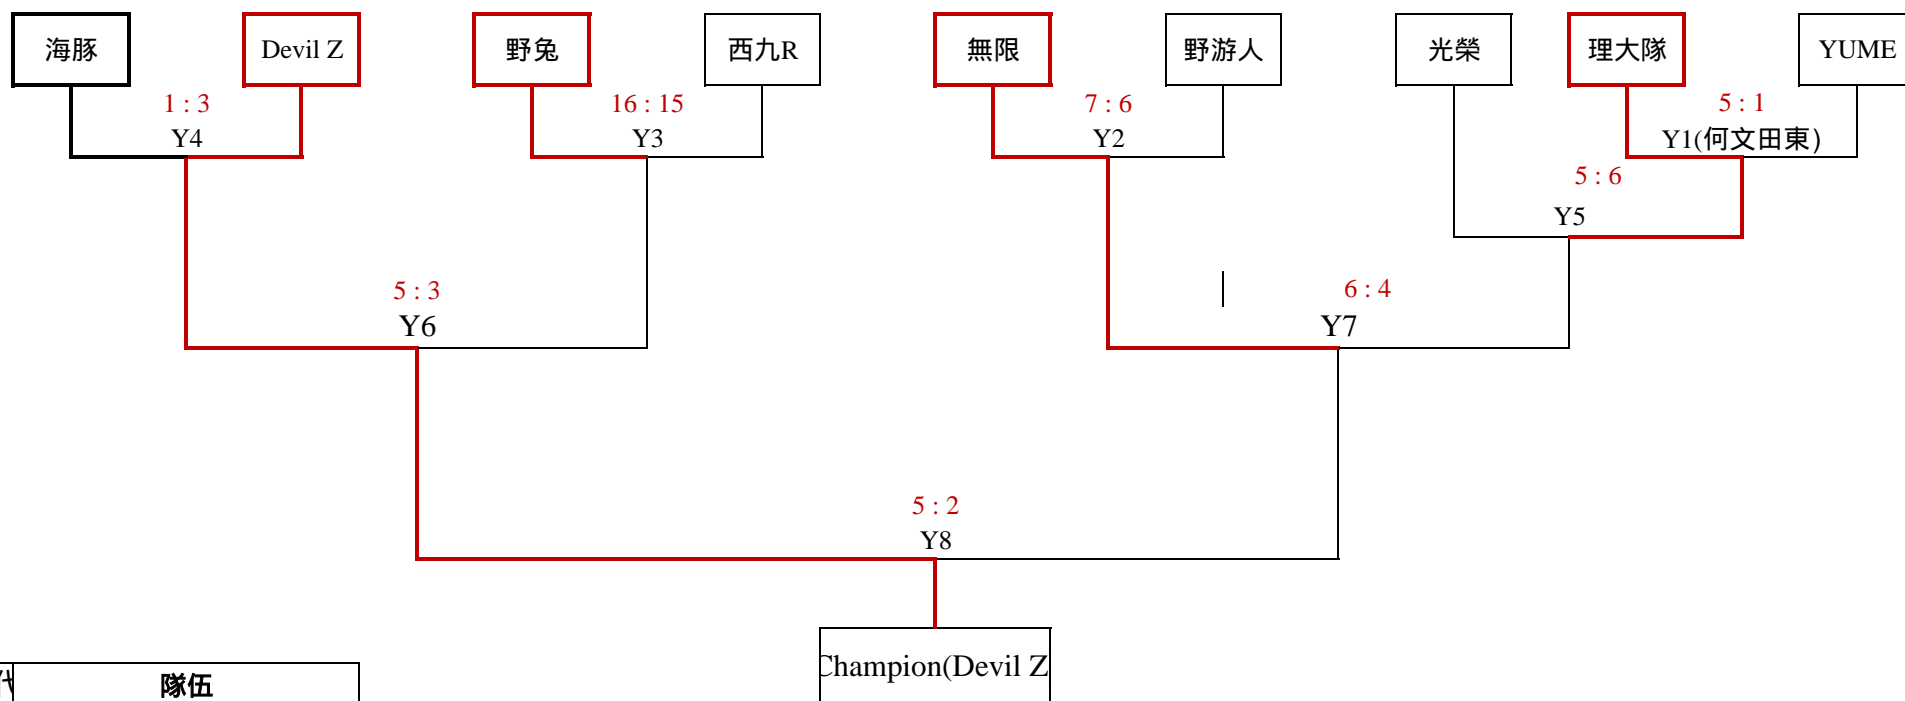 海豚 Devil Z 野兔 西九R 無限 野游人 光榮 理大隊 YUME
1 : 3 16 : 15 7 : 6 5 : 1
Y4 Y3 Y2 Y1(何文田東)
5 : 6
Y5
5 : 3 6 : 4
Y6 Y7
5 : 2
Y8
Champion(Devil Z
隊伍